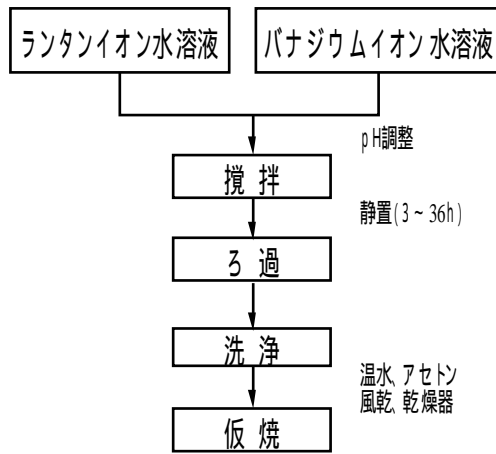 ランタンイオン水溶液
バナジウムイオン水溶液
pH調整
撹拌
静置(3~36h)
ろ過
洗浄
温水、アセトン
風乾、乾燥器
仮焼